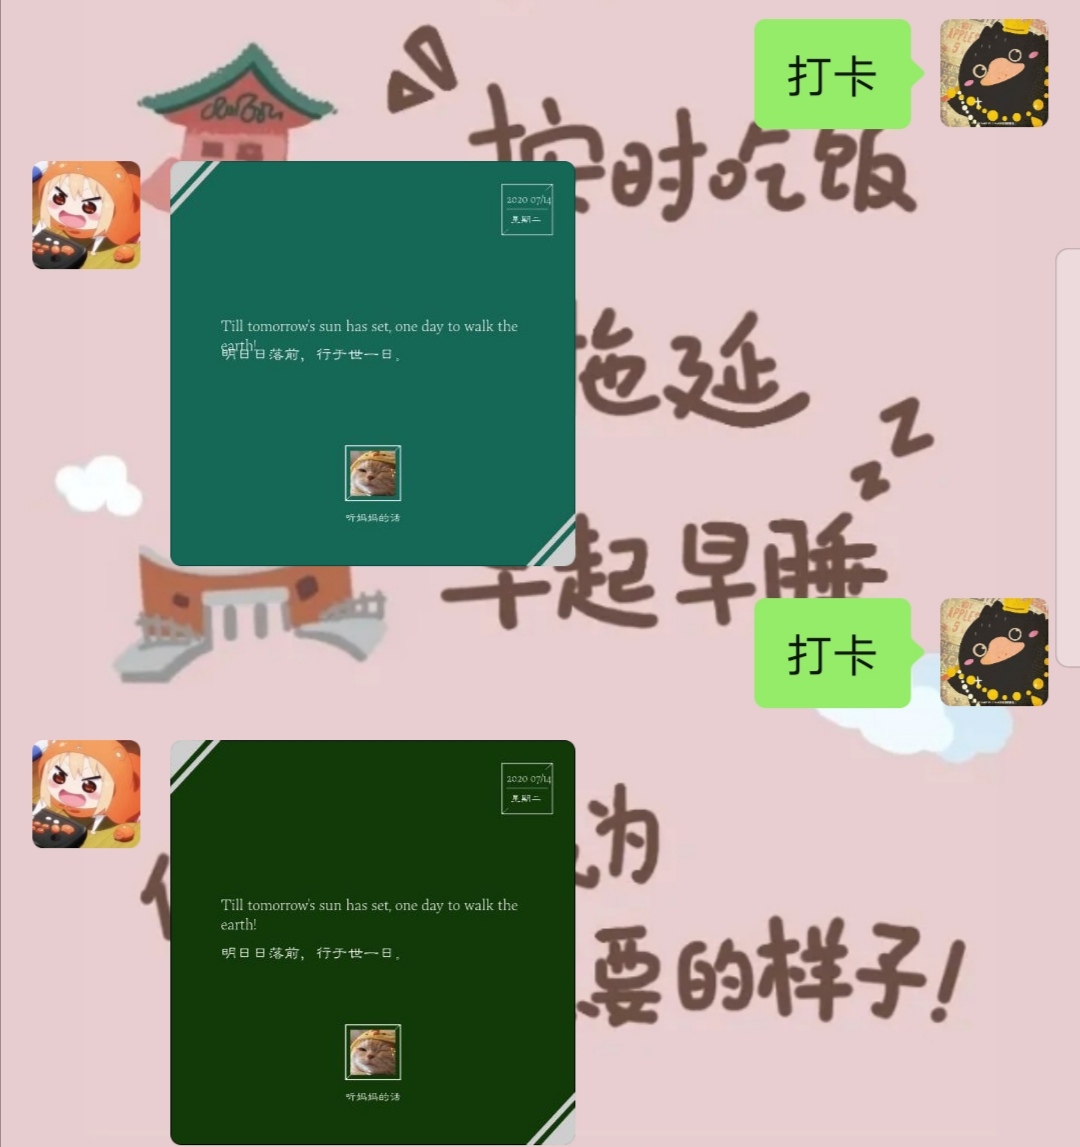 打卡
按时吃饭
2020 07/14
星期二
Till tomorrow's sun has set, one day to walk the
earth!
明日日落前，行于世一日。
拖延
z
z
听妈妈的话
早起早睡
打卡
2020 07/14
星期二
为
Till tomorrow's sun has set, one day to walk the
earth!
明日日落前，行于世一日。
要的样子!
听妈妈的话